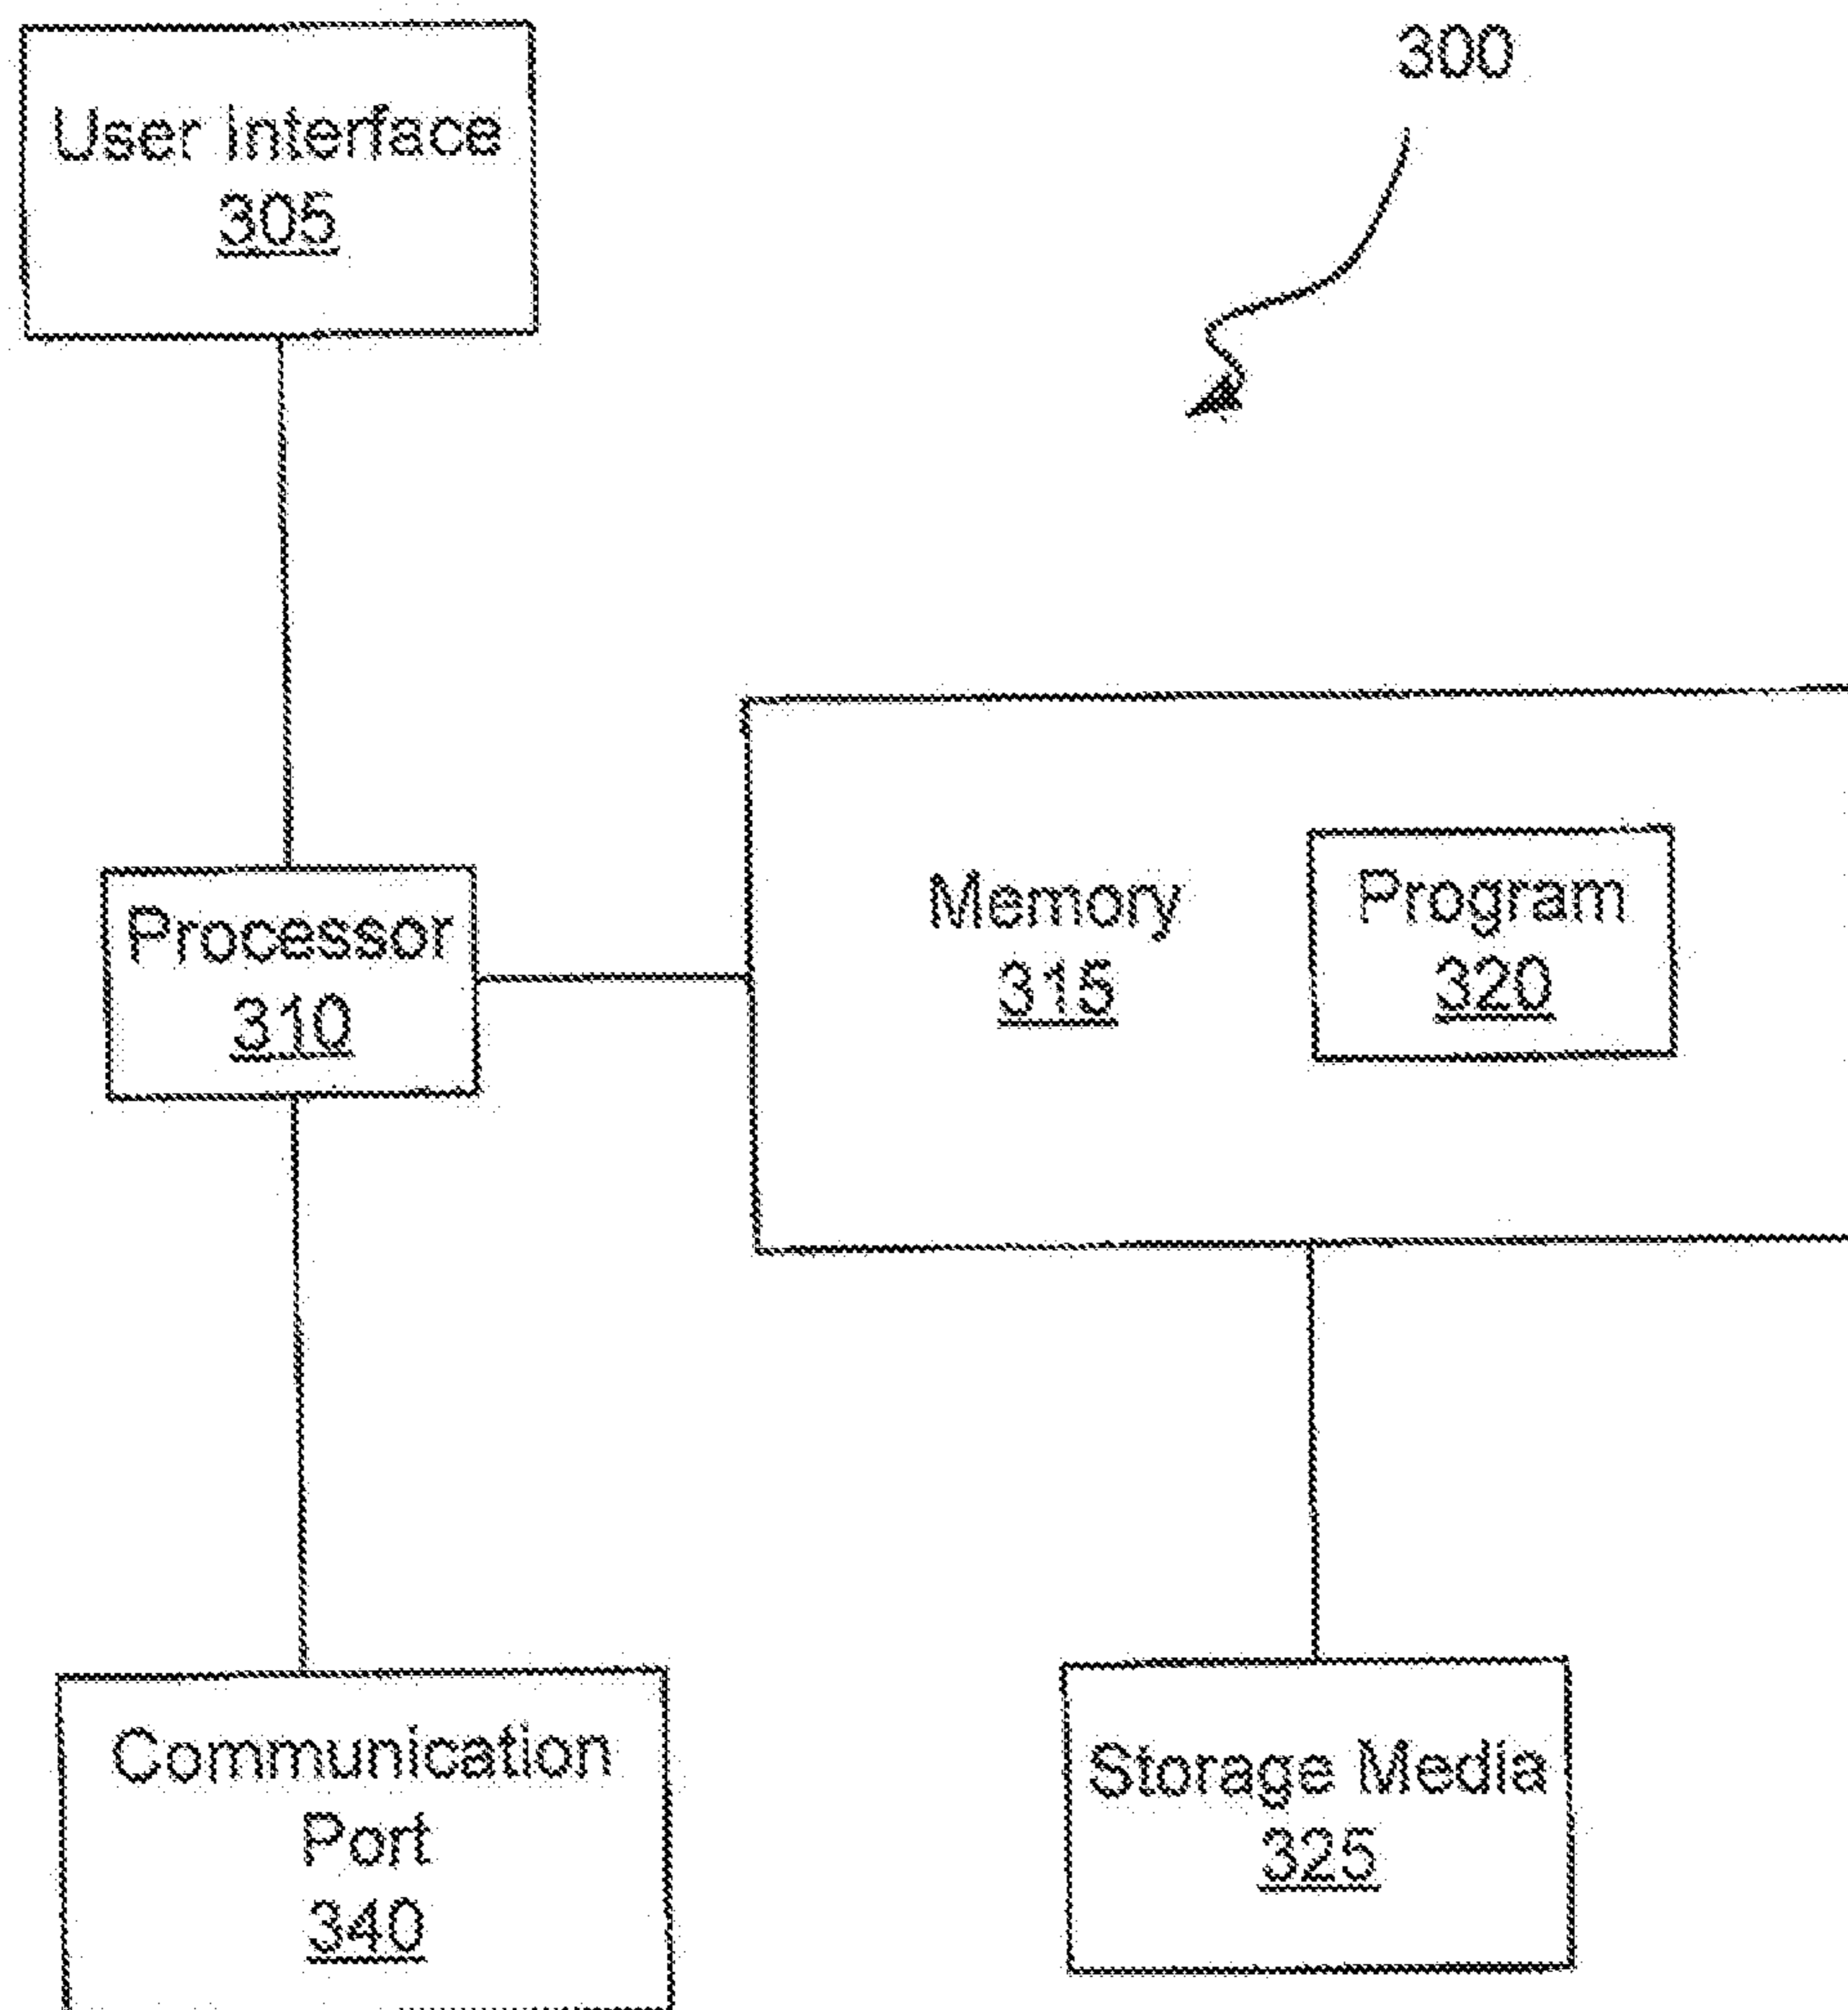 300
User Interface
305
Processor
310
Memory
315
Program
320
Communication
Port
340
Storage Media
325